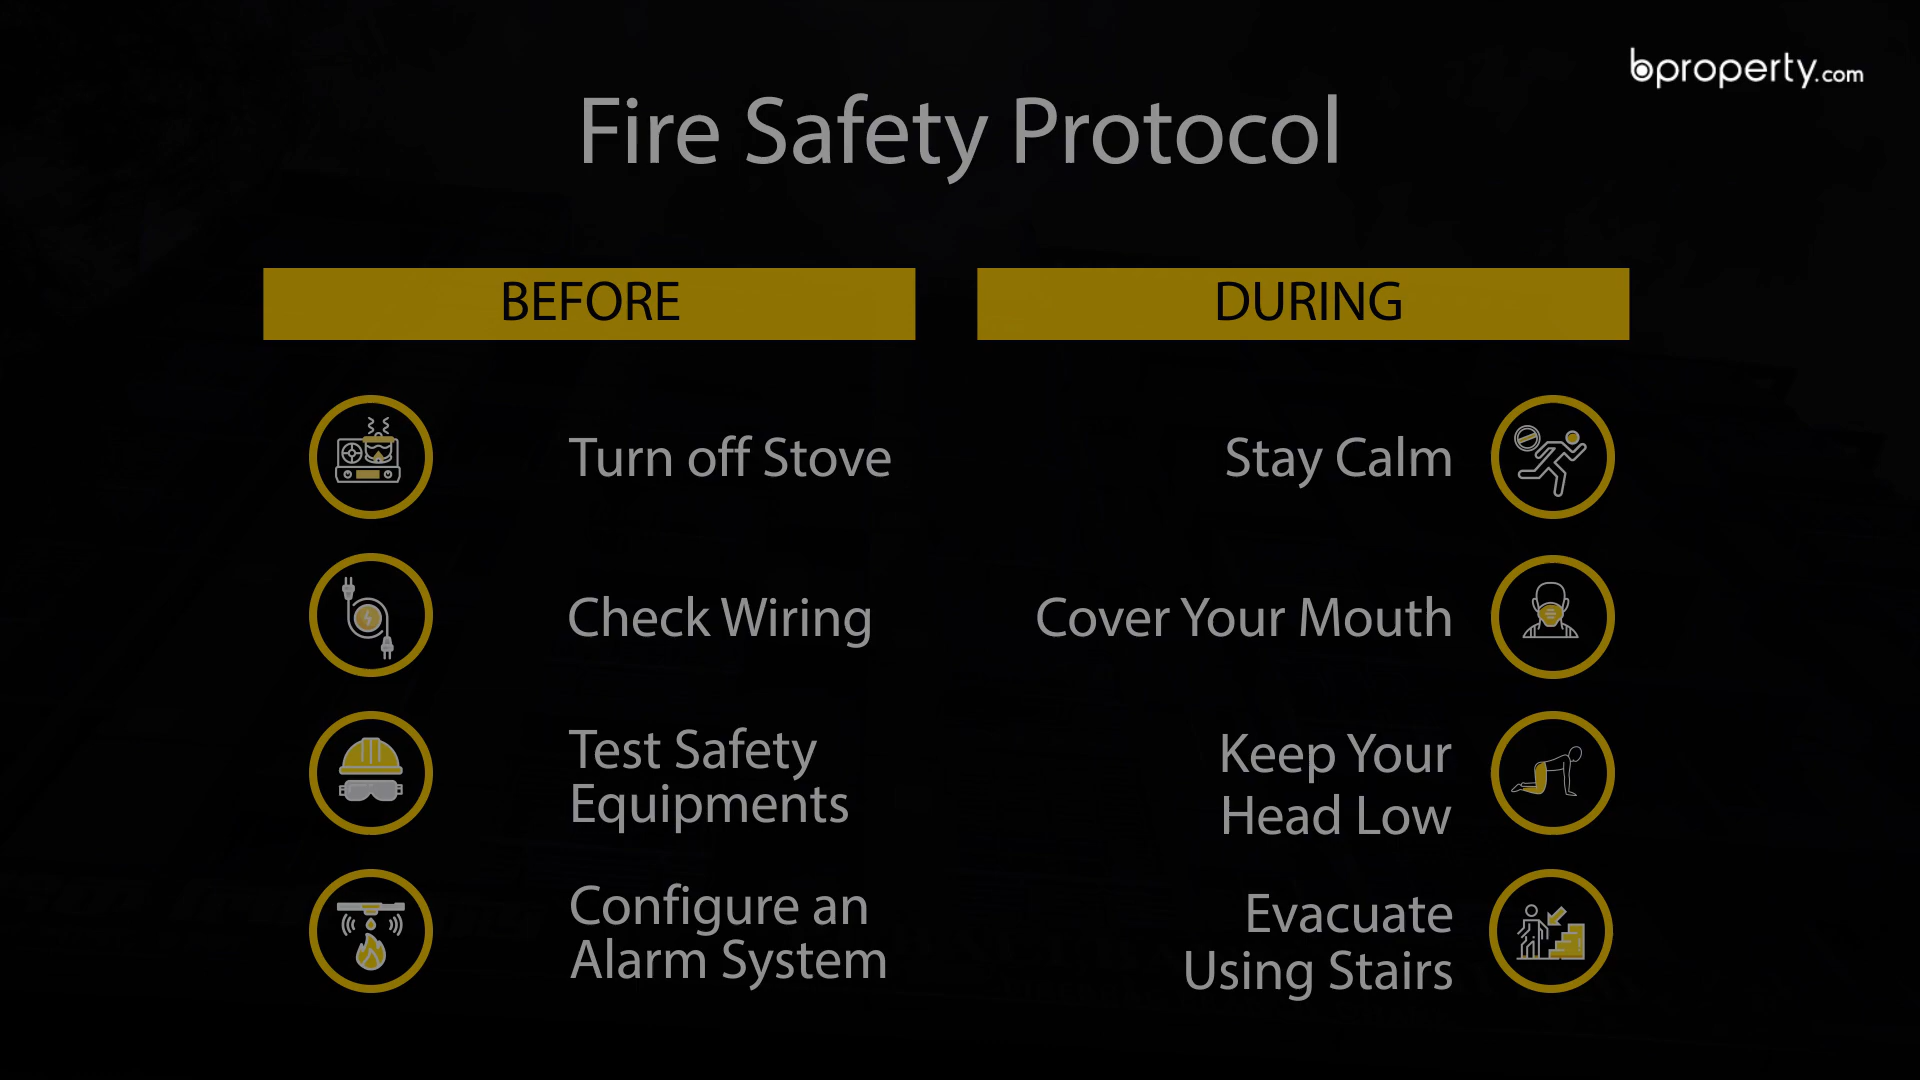 bproperty.com
Fire Safety Protocol
BEFORE
Turn off Stove
Check Wiring
Test Safety
Equipments
Configure an
Alarm System
DURING
Stay Calm
Cover Your Mouth
Keep Your
Head Low
Evacuate
Using Stairs